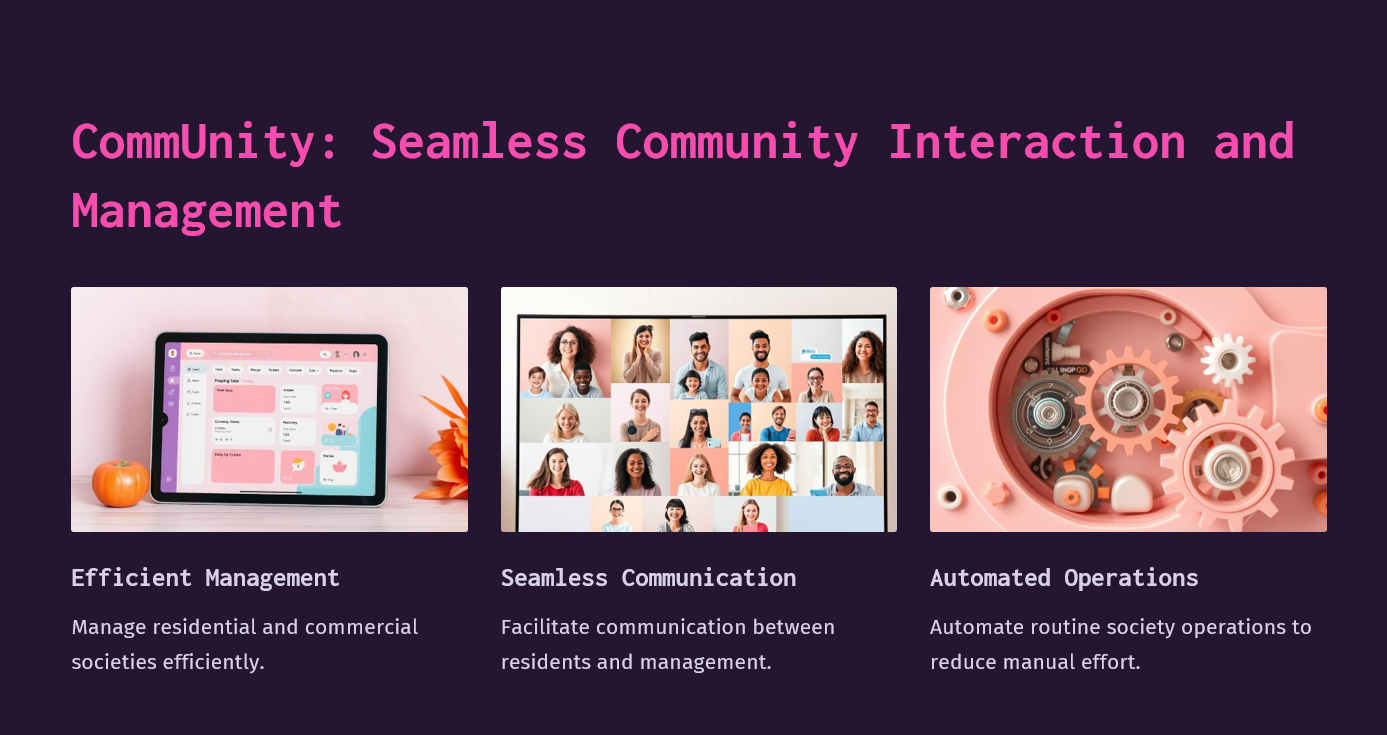 CommUnity: Seamless Community Interaction and
Management
Efficient Management
Manage residential and commercial
societies efficiently.
Seamless Communication
Facilitate communication between
residents and management.
Automated Operations
Automate routine society operations to
reduce manual effort.